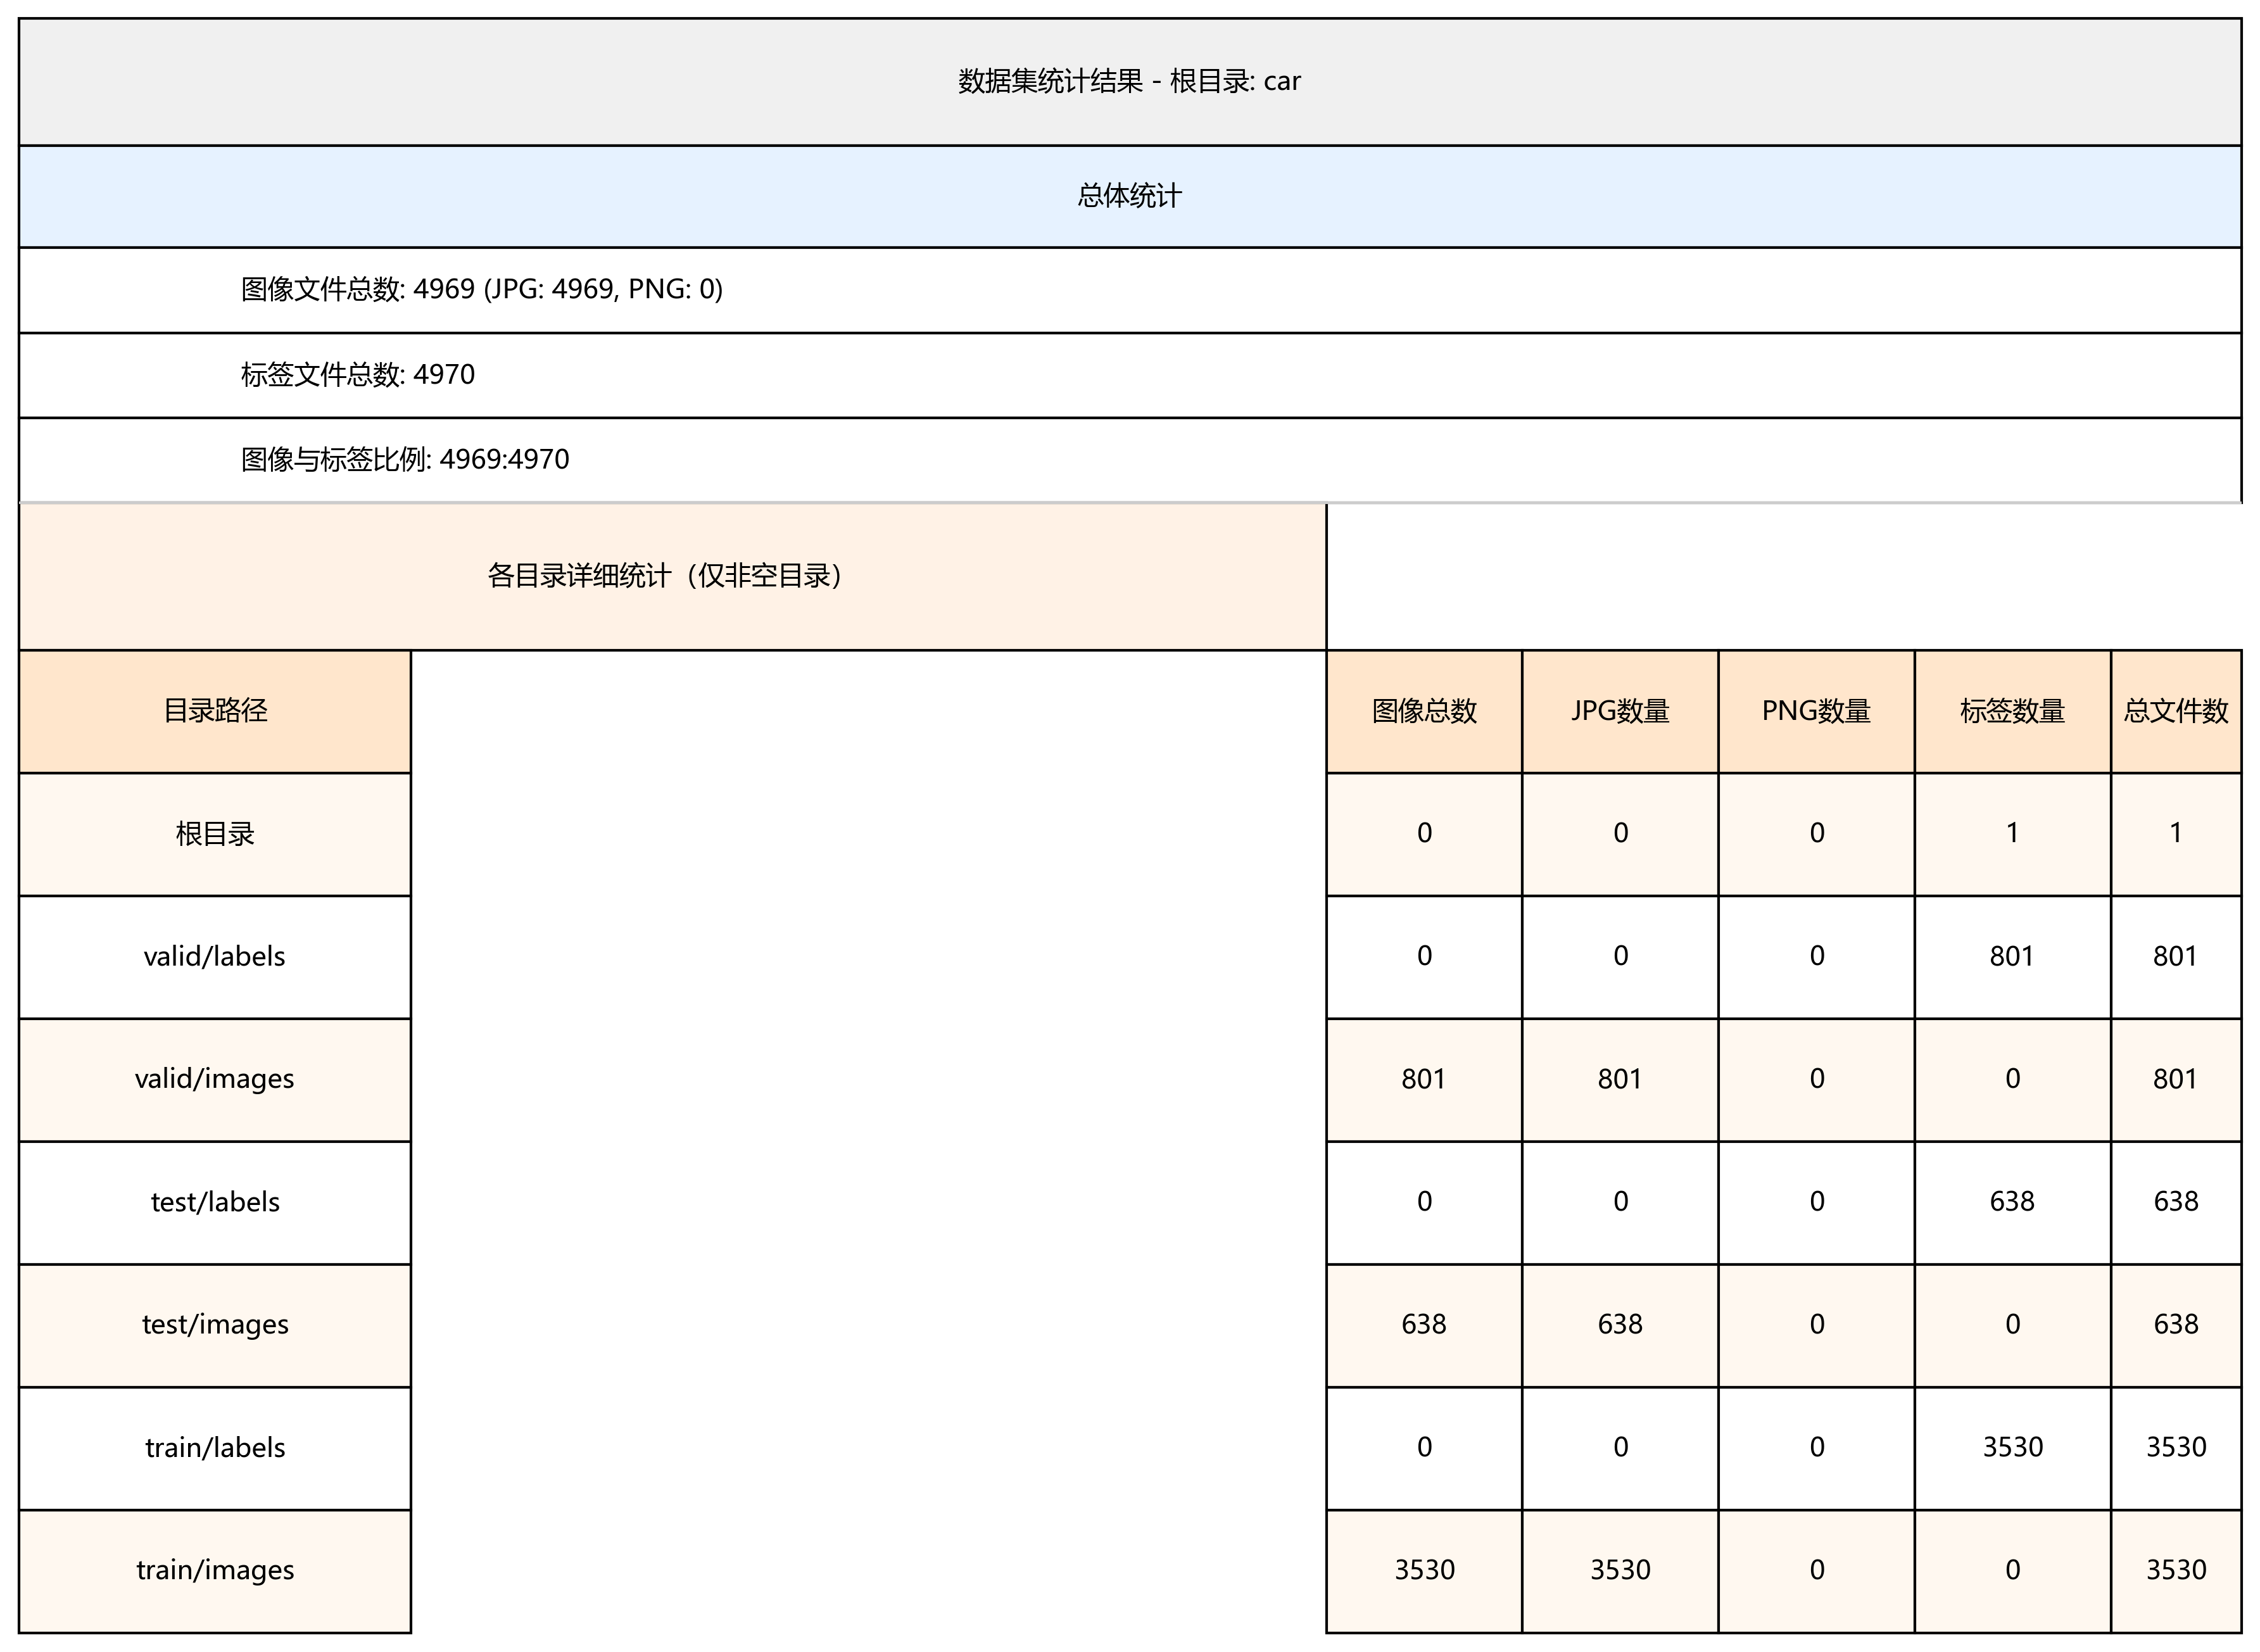 数据集统计结果 - 根目录: car
总体统计
图像文件总数: 4969 (JPG: 4969, PNG: 0)
标签文件总数: 4970
图像与标签比例: 4969:4970
各目录详细统计（仅非空目录）
目录路径 图像总数 JPG数量 PNG数量 标签数量 总文件数
根目录 0 0 0 1 1
valid/labels 0 0 0 801 801
valid/images 801 801 0 0 801
test/labels 0 0 0 638 638
test/images 638 638 0 0 638
train/labels 0 0 0 3530 3530
train/images 3530 3530 0 0 3530